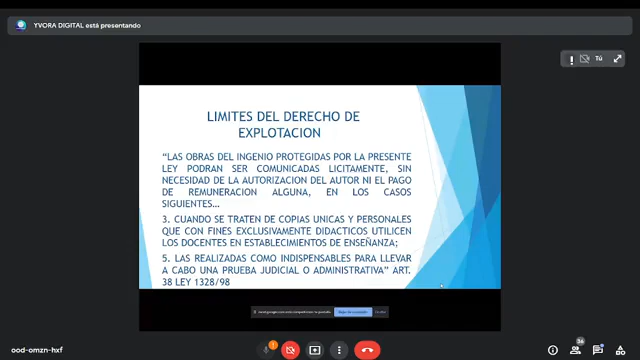 YVORA DIGITAL está presentando
Tú
LIMITES DEL DERECHO DE
EXPLOTACION
“LAS OBRAS DEL INGENIO PROTEGIDAS POR LA PRESENTE
LEY PODRAN SER COMUNICADAS LICITAMENTE, SIN
NECESIDAD DE LA AUTORIZACION DEL AUTOR NI EL PAGO
DE REMUNERACION ALGUNA, EN LOS CASOS
SIGUIENTES...
3. CUANDO SE TRATEN DE COPIAS UNICAS Y PERSONALES
QUE CON FINES EXCLUSIVAMENTE DIDACTICOS UTILICEN
LOS DOCENTES EN ESTABLECIMIENTOS DE ENSEÑANZA;
5. LAS REALIZADAS COMO INDISPENSABLES PARA LLEVAR
A CABO UNA PRUEBA JUDICIAL O ADMINISTRATIVA” ART.
38 LEY 1328/98
ood-omzn-hxf
36